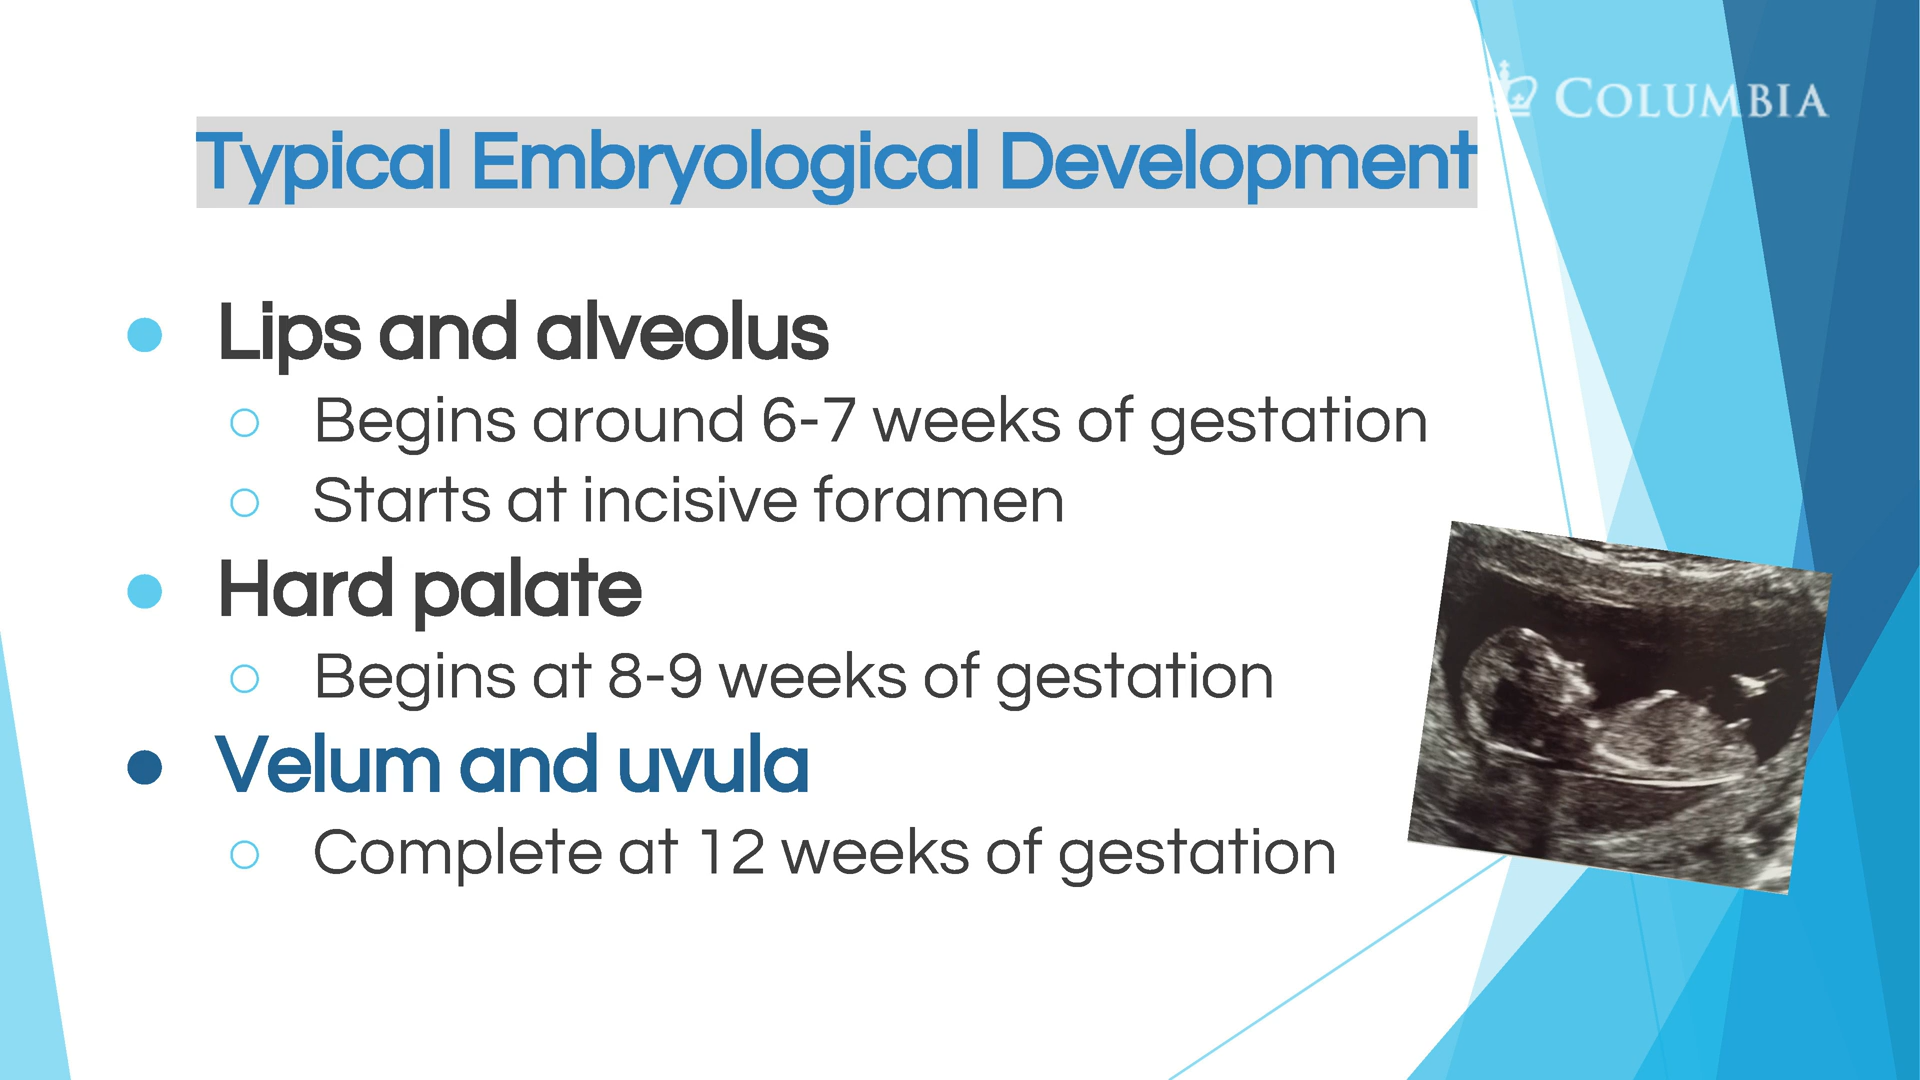 COLUMBIA
Typical Embryological Development
● Lips and alveolus
○ Begins around 6-7 weeks of gestation
○ Starts at incisive foramen
● Hard palate
○ Begins at 8-9 weeks of gestation
● Velum and uvula
○ Complete at 12 weeks of gestation